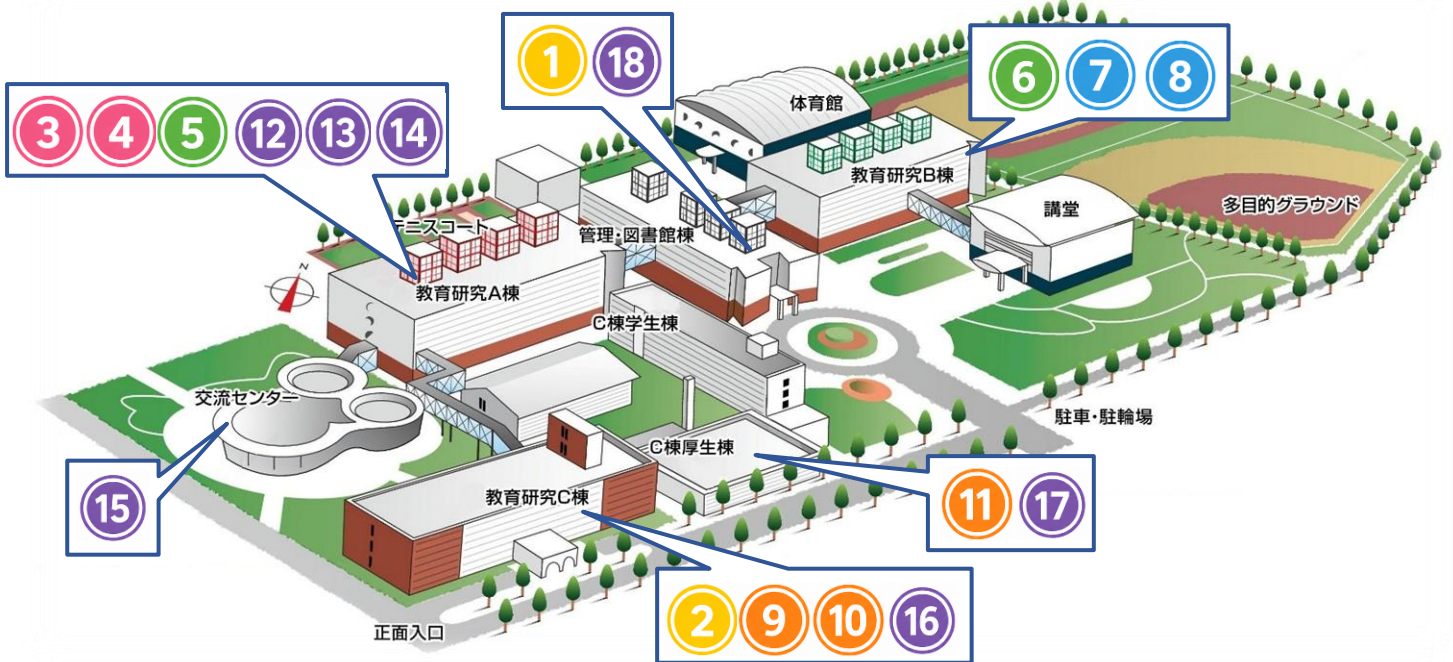 1 18
6 7 8
3 4 5 12 13 14
体育館
教育研究B棟
講堂
多目的グラウンド
テニスコート
管理・図書館棟
N
教育研究A棟
C棟学生棟
交流センター
駐車・駐輪場
C棟厚生棟
15
教育研究C棟
11 17
2 9 10 16
正面入口